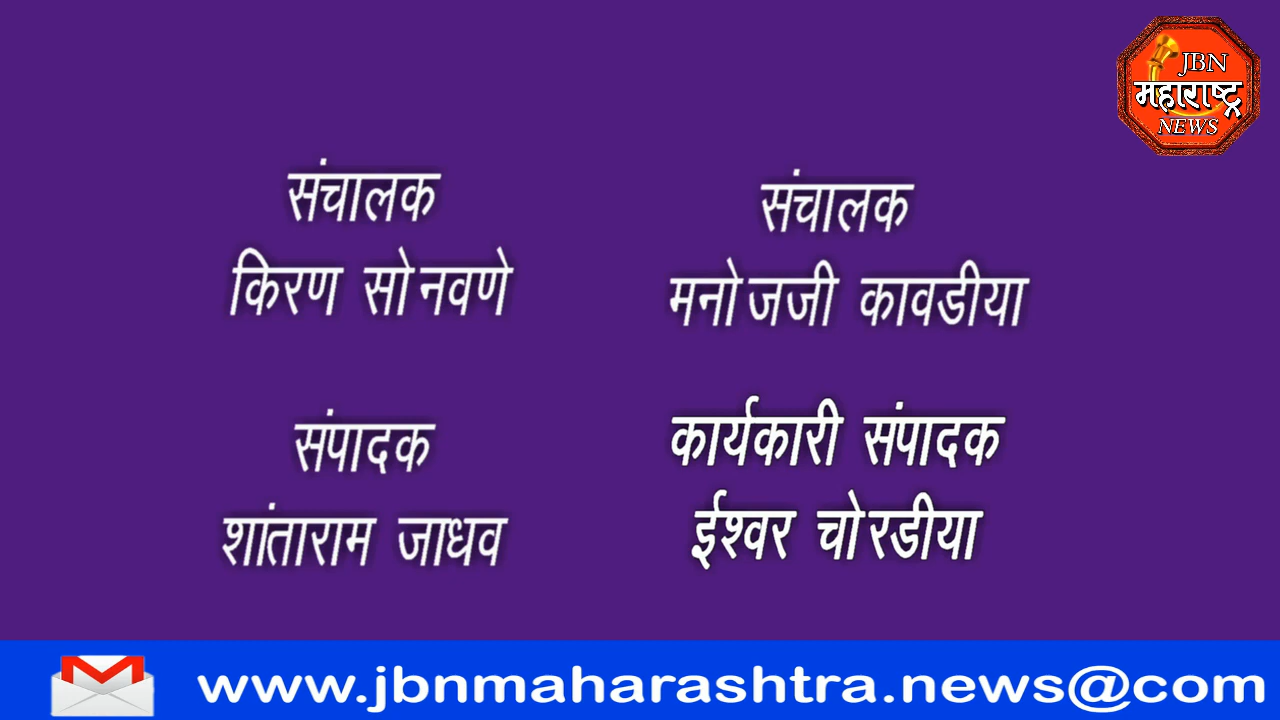 JBN
महाराष्ट्र
NEWS
संचालक
किरण सोनवणे
संचालक
मनोजजी कावडीया
संपादक
शांताराम जाधव
कार्यकारी संपादक
ईश्वर चोरडीया
www.jbnmaharashtra.news@com